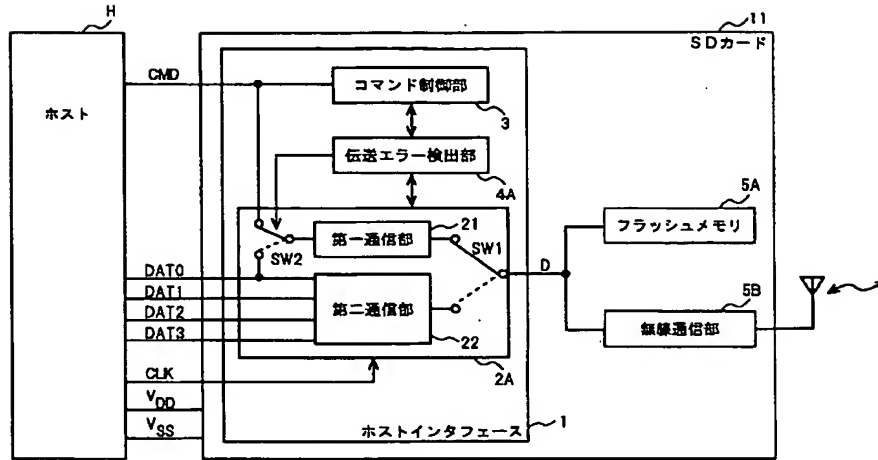 H
11
SDカード
CMD
コマンド制御部
3
ホスト
伝送エラー検出部
4A
5A
フラッシュメモリ
21
第一通信部
SW1
SW2
D
DAT0
DAT1
DAT2
DAT3
第二通信部
22
5B
無線通信部
CLK
2A
VDD
VSS
ホストインタフェース
1